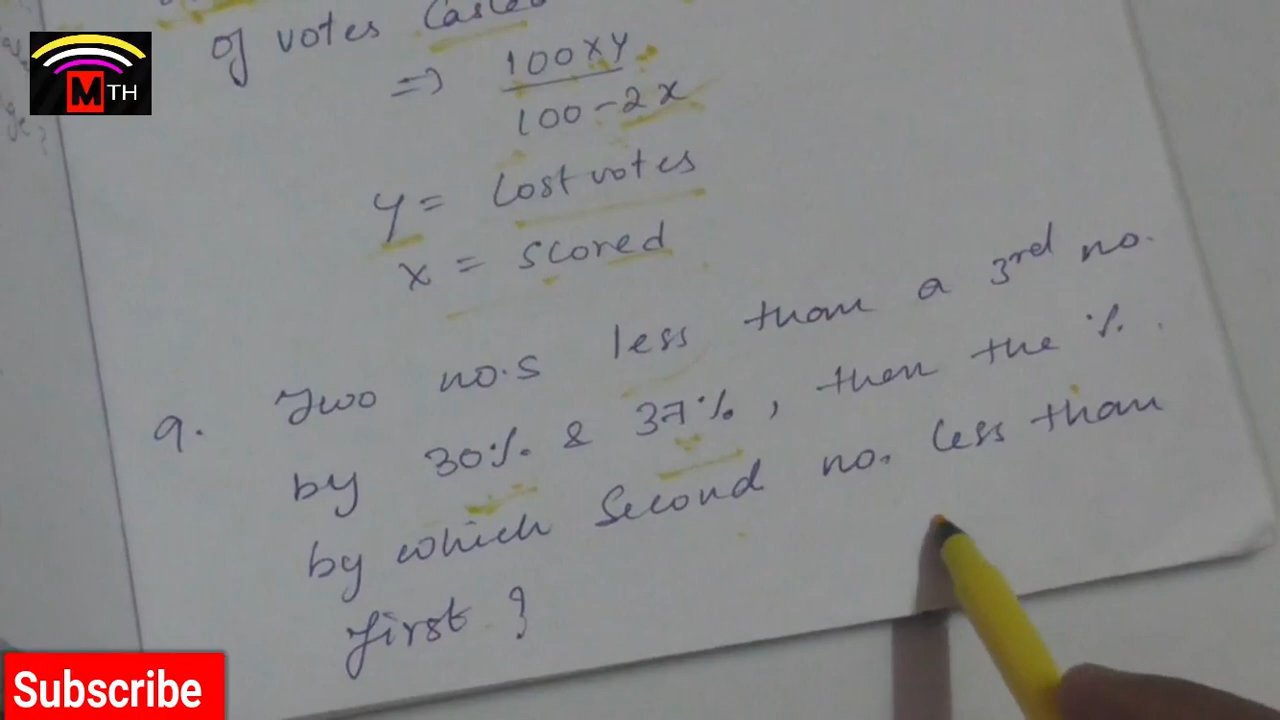 of votes Casted
MTH
=> 100xy
100-2x
y = Lost votes
x = scored
9. Two no.s less than a 3rd no.
by 30% & 37%, then the %.
by which Second no. less than
first ?
Subscribe